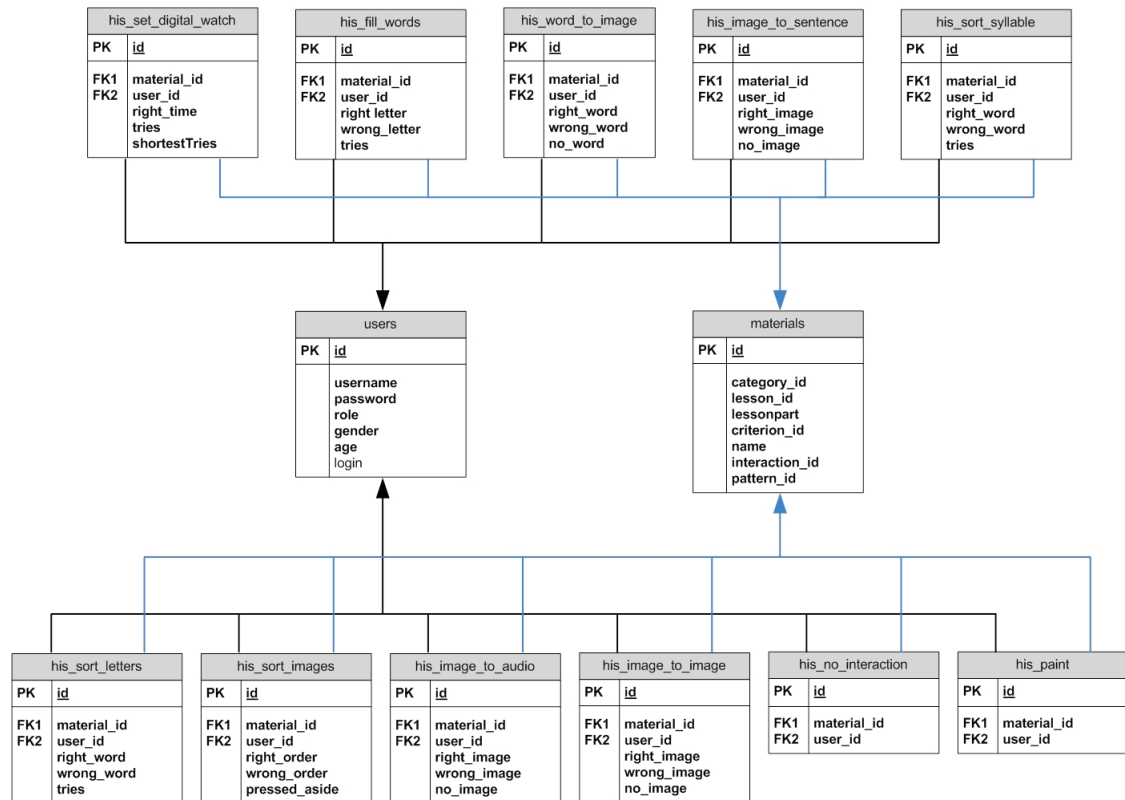 his_set_digital_watch
PK id
FK1 material_id
FK2 user_id
right_time
tries
shortestTries
his_fill_words
PK id
FK1 material_id
FK2 user_id
right letter
wrong_letter
tries
his_word_to_image
PK id
FK1 material_id
FK2 user_id
right_word
wrong_word
no_word
his_image_to_sentence
PK id
FK1 material_id
FK2 user_id
right_image
wrong_image
no_image
his_sort_syllable
PK id
FK1 material_id
FK2 user_id
right_word
wrong_word
tries
users
PK id
username
password
role
gender
age
login
materials
PK id
category_id
lesson_id
lessonpart
criterion_id
name
interaction_id
pattern_id
his_sort_letters
PK id
FK1 material_id
FK2 user_id
right_word
wrong_word
tries
his_sort_images
PK id
FK1 material_id
FK2 user_id
right_order
wrong_order
pressed_aside
his_image_to_audio
PK id
FK1 material_id
FK2 user_id
right_image
wrong_image
no_image
his_image_to_image
PK id
FK1 material_id
FK2 user_id
right_image
wrong_image
no_image
his_no_interaction
PK id
FK1 material_id
FK2 user_id
his_paint
PK id
FK1 material_id
FK2 user_id